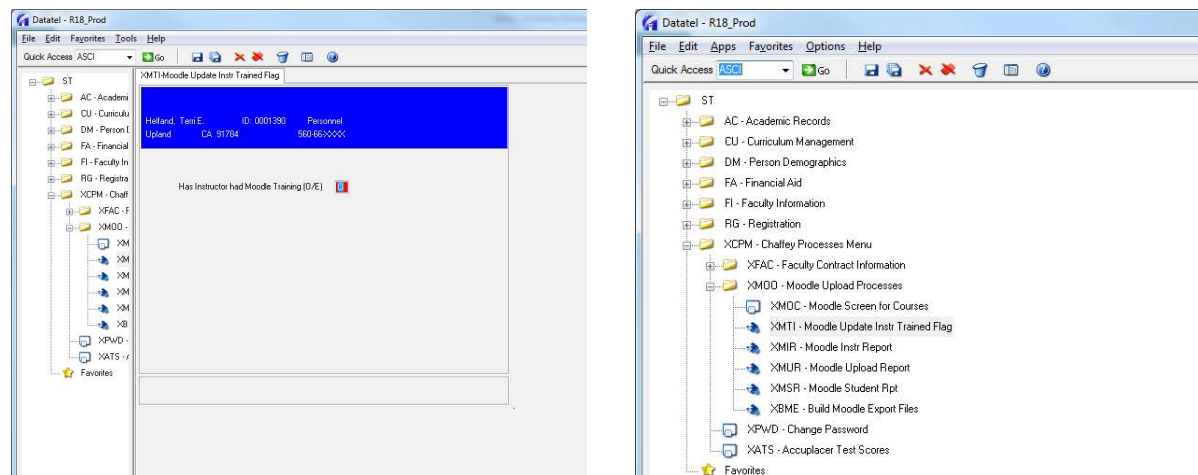 Datatel - R18_Prod
File Edit Favorites Tools Help
Quick Access ASCI Go
ST
AC - Academi
CU - Curriculu
DM - Person D
FA - Financial
FI - Faculty In
RG - Registra
XCPM - Chaff
XFAC - F
XMOO -
XM
XM
XM
XM
XM
XB
XPWD -
XATS - A
Favorites
XMTI-Moodle Update Instr Trained Flag
Helfand, Terri E. ID: 0001390 Personnel
Upland CA 91784 560-66-XXXX
Has Instructor had Moodle Training (O/E)
Datatel - R18_Prod
File Edit Apps Favorites Options Help
Quick Access ASCI Go
ST
AC - Academic Records
CU - Curriculum Management
DM - Person Demographics
FA - Financial Aid
FI - Faculty Information
RG - Registration
XCPM - Chaffey Processes Menu
XFAC - Faculty Contract Information
XMOO - Moodle Upload Processes
XMOC - Moodle Screen for Courses
XMTI - Moodle Update Instr Trained Flag
XMIR - Moodle Instr Report
XMUR - Moodle Upload Report
XMSR - Moodle Student Rpt
XBME - Build Moodle Export Files
XPWD - Change Password
XATS - Accuplacer Test Scores
Favorites